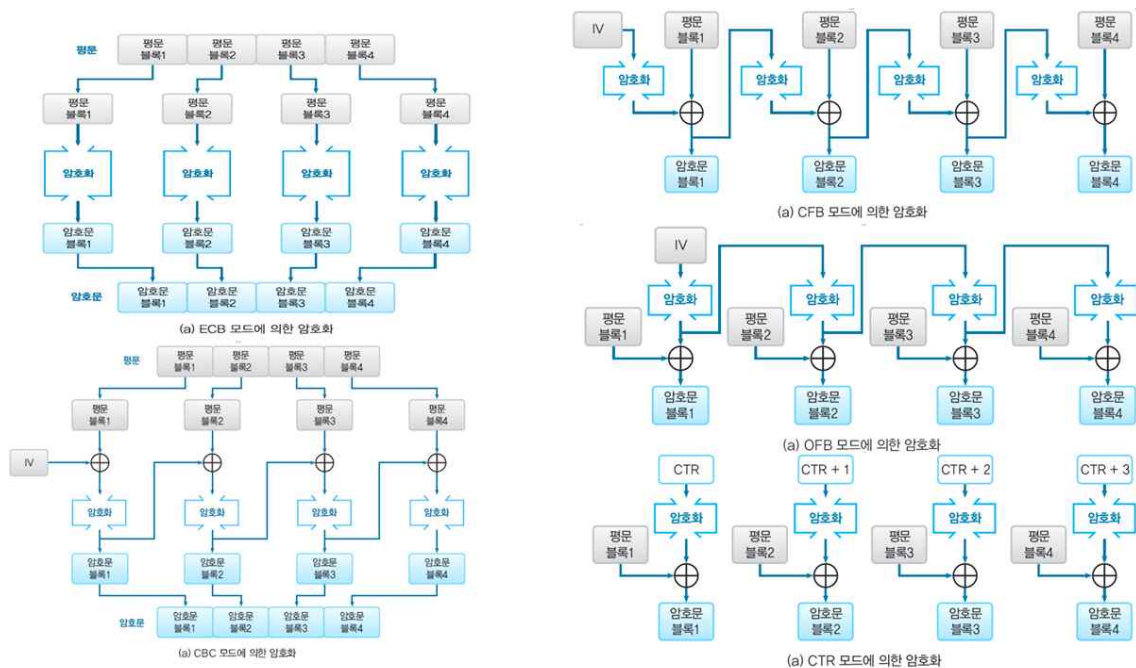 평문
평문
블록1
평문
블록2
평문
블록3
평문
블록4
평문
블록1
평문
블록2
평문
블록3
평문
블록4
암호화
암호화
암호화
암호화
암호문
블록1
암호문
블록2
암호문
블록3
암호문
블록4
암호문
암호문
블록1
암호문
블록2
암호문
블록3
암호문
블록4
(a) ECB 모드에 의한 암호화
평문
평문
블록1
평문
블록2
평문
블록3
평문
블록4
평문
블록1
평문
블록2
평문
블록3
평문
블록4
IV
암호화
암호화
암호화
암호화
암호문
블록1
암호문
블록2
암호문
블록3
암호문
블록4
암호문
암호문
블록1
암호문
블록2
암호문
블록3
암호문
블록4
(a) CBC 모드에 의한 암호화
IV
평문
블록1
평문
블록2
평문
블록3
평문
블록4
암호화
암호화
암호화
암호화
암호문
블록1
암호문
블록2
암호문
블록3
암호문
블록4
(a) CFB 모드에 의한 암호화
IV
암호화
암호화
암호화
암호화
평문
블록1
평문
블록2
평문
블록3
평문
블록4
암호문
블록1
암호문
블록2
암호문
블록3
암호문
블록4
(a) OFB 모드에 의한 암호화
CTR
CTR + 1
CTR + 2
CTR + 3
암호화
암호화
암호화
암호화
평문
블록1
평문
블록2
평문
블록3
평문
블록4
암호문
블록1
암호문
블록2
암호문
블록3
암호문
블록4
(a) CTR 모드에 의한 암호화